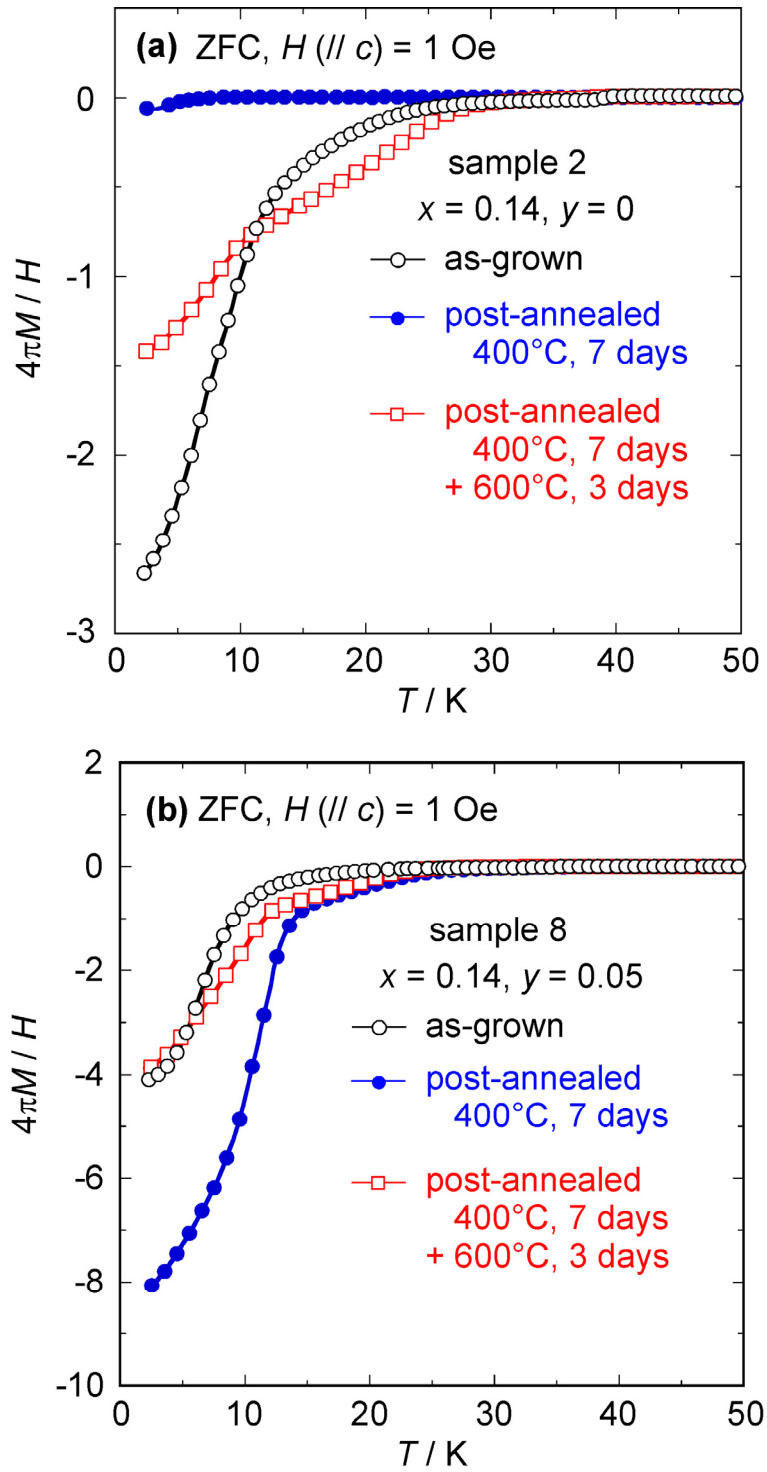 (a) ZFC, H (// c) = 1 Oe
0
-1
-2
-3
4πM / H
sample 2
x = 0.14, y = 0
as-grown
post-annealed
400°C, 7 days
post-annealed
400°C, 7 days
+ 600°C, 3 days
0 10 20 30 40 50
T / K
(b) ZFC, H (// c) = 1 Oe
2
0
-2
-4
-6
-8
-10
4πM / H
sample 8
x = 0.14, y = 0.05
as-grown
post-annealed
400°C, 7 days
post-annealed
400°C, 7 days
+ 600°C, 3 days
0 10 20 30 40 50
T / K